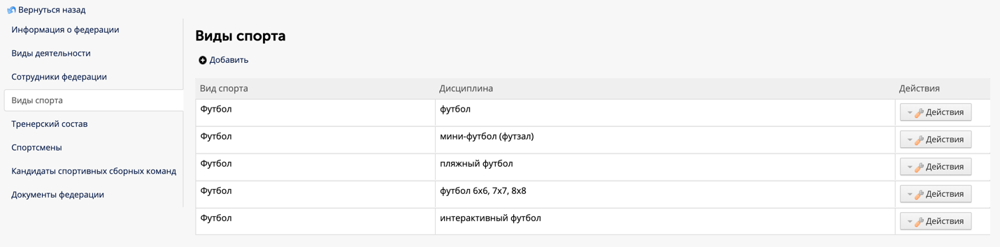 Вернуться назад
Информация о федерации
Виды деятельности
Сотрудники федерации
Виды спорта
Тренерский состав
Спортсмены
Кандидаты спортивных сборных команд
Документы федерации
Виды спорта
Добавить
Вид спорта Дисциплина Действия
Футбол футбол Действия
Футбол мини-футбол (футзал) Действия
Футбол пляжный футбол Действия
Футбол футбол 6х6, 7х7, 8х8 Действия
Футбол интерактивный футбол Действия